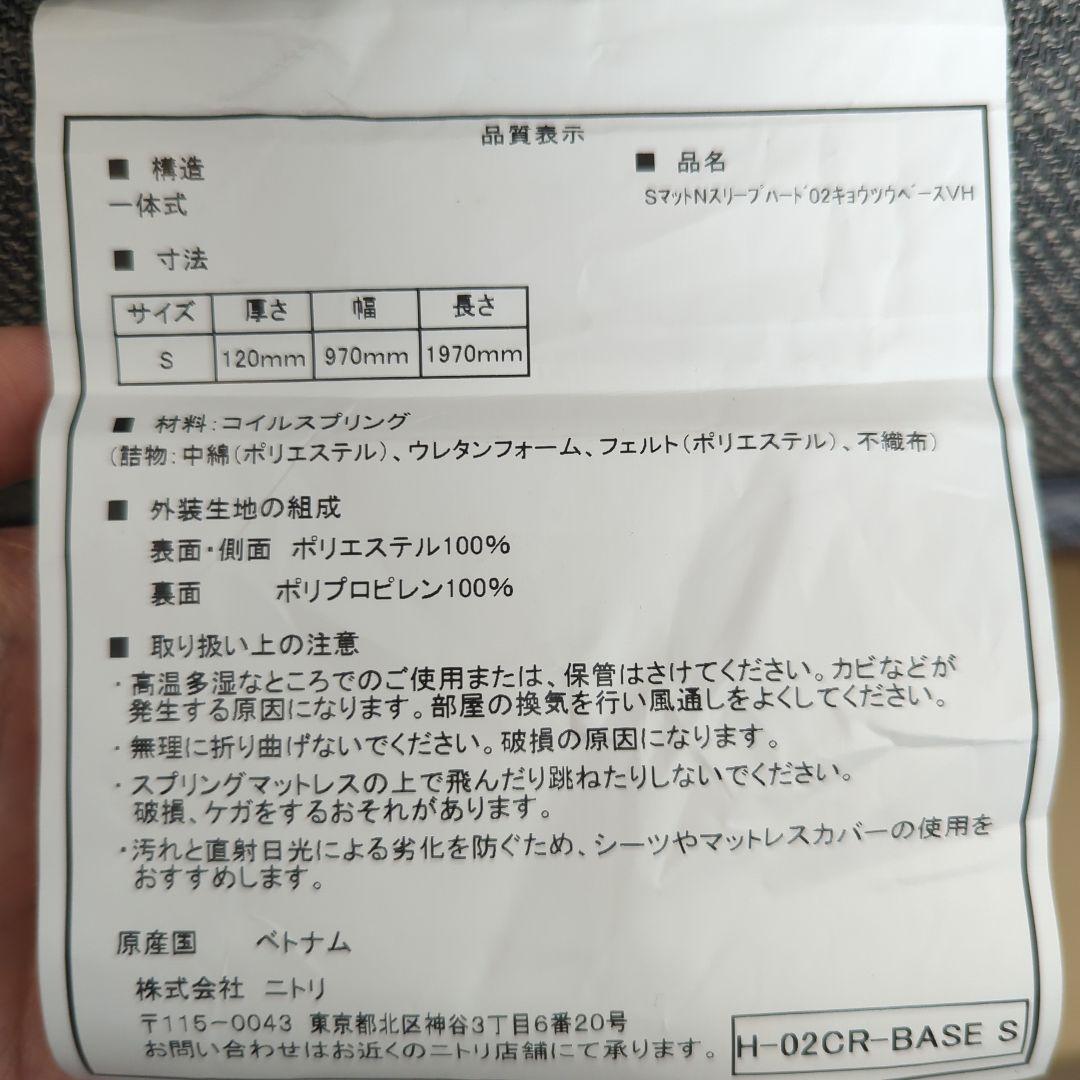 品質表示
■ 構造
一体式
■ 品名
SマットNスリープハード02キョウツウベースVH
■ 寸法
サイズ 厚さ 幅 長さ
S 120mm 970mm 1970mm
■ 材料:コイルスプリング
(詰物:中綿(ポリエステル)、ウレタンフォーム、フェルト(ポリエステル)、不織布)
■ 外装生地の組成
表面・側面 ポリエステル100%
裏面 ポリプロピレン100%
■ 取り扱い上の注意
・高温多湿なところでのご使用または、保管はさけてください。カビなどが
発生する原因になります。部屋の換気を行い風通しをよくしてください。
・無理に折り曲げないでください。破損の原因になります。
・スプリングマットレスの上で飛んだり跳ねたりしないでください。
破損、ケガをするおそれがあります。
・汚れと直射日光による劣化を防ぐため、シーツやマットレスカバーの使用を
おすすめします。
原産国 ベトナム
株式会社 ニトリ
〒115-0043 東京都北区神谷3丁目6番20号
お問い合わせはお近くのニトリ店舗にて承ります。
H-02CR-BASE S